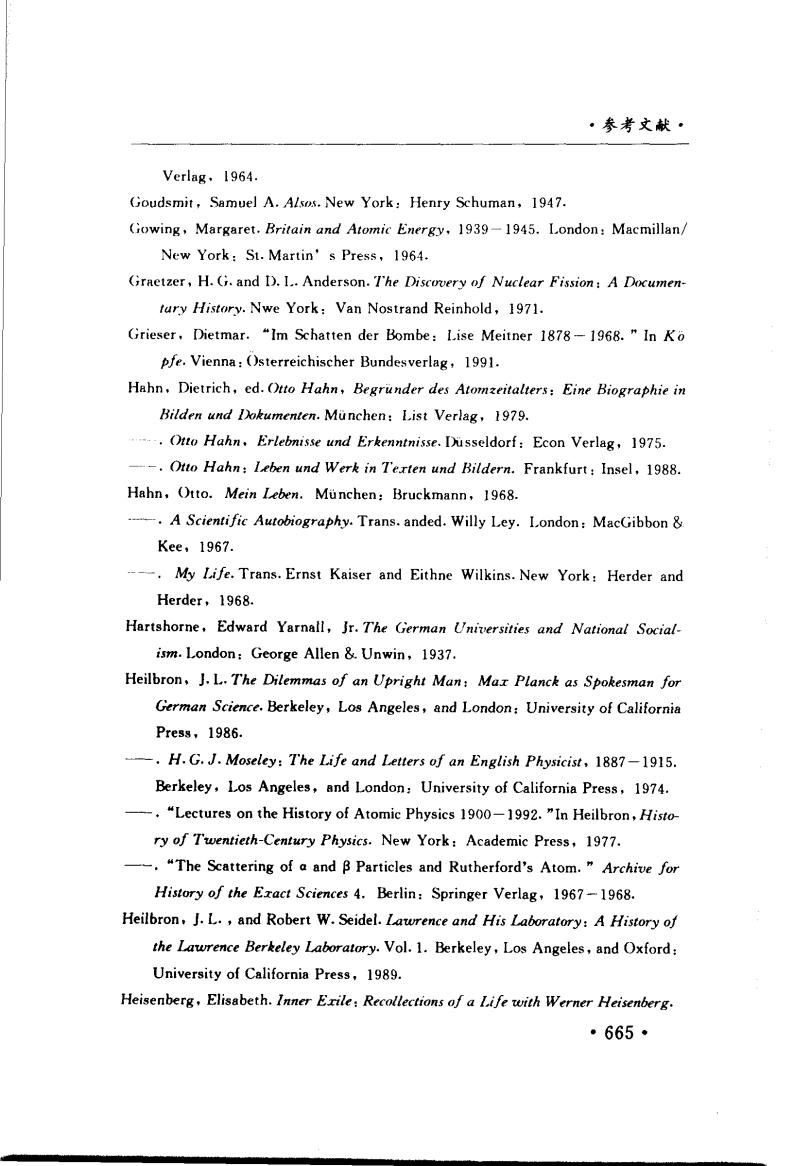 ·参考文献·
Verlag, 1964.
Goudsmit, Samuel A. Alsos. New York: Henry Schuman, 1947.
Gowing, Margaret. Britain and Atomic Energy, 1939－1945. London: Macmillan/
New York: St. Martin' s Press, 1964.
Graetzer, H. G. and D. L. Anderson. The Discovery of Nuclear Fission: A Documen-
tary History. Nwe York: Van Nostrand Reinhold, 1971.
Grieser, Dietmar. "Im Schatten der Bombe: Lise Meitner 1878－1968. " In Kö
pfe. Vienna: Österreichischer Bundesverlag, 1991.
Hahn, Dietrich, ed. Otto Hahn, Begrunder des Atomzeitalters: Eine Biographie in
Bilden und Dokumenten. München: List Verlag, 1979.
——. Otto Hahn, Erlebnisse und Erkenntnisse. Düsseldorf: Econ Verlag, 1975.
——. Otto Hahn: Leben und Werk in Texten und Bildern. Frankfurt: Insel, 1988.
Hahn, Otto. Mein Leben. München: Bruckmann, 1968.
——. A Scientific Autobiography. Trans. anded. Willy Ley. London: MacGibbon &
Kee, 1967.
——. My Life. Trans. Ernst Kaiser and Eithne Wilkins. New York: Herder and
Herder, 1968.
Hartshorne, Edward Yarnall, Jr. The German Universities and National Social-
ism. London: George Allen & Unwin, 1937.
Heilbron, J. L. The Dilemmas of an Upright Man: Max Planck as Spokesman for
German Science. Berkeley, Los Angeles, and London: University of California
Press, 1986.
——. H. G. J. Moseley: The Life and Letters of an English Physicist, 1887－1915.
Berkeley, Los Angeles, and London: University of California Press, 1974.
——. "Lectures on the History of Atomic Physics 1900－1992. "In Heilbron, Histo-
ry of Twentieth-Century Physics. New York: Academic Press, 1977.
——. "The Scattering of α and β Particles and Rutherford's Atom. " Archive for
History of the Exact Sciences 4. Berlin: Springer Verlag, 1967－1968.
Heilbron, J. L. , and Robert W. Seidel. Lawrence and His Laboratory: A History of
the Lawrence Berkeley Laboratory. Vol. 1. Berkeley, Los Angeles, and Oxford:
University of California Press, 1989.
Heisenberg, Elisabeth. Inner Exile: Recollections of a Life with Werner Heisenberg.
·665·